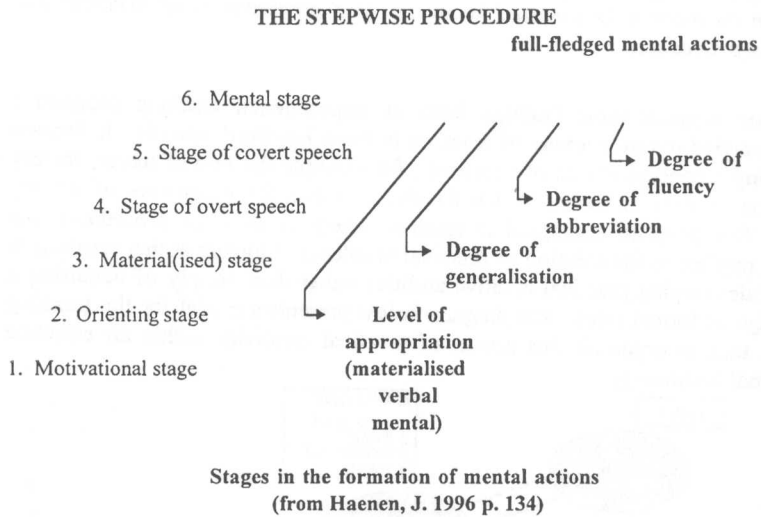 THE STEPWISE PROCEDURE
full-fledged mental actions
6. Mental stage
5. Stage of covert speech
4. Stage of overt speech
3. Material(ised) stage
2. Orienting stage
1. Motivational stage
Degree of
fluency
Degree of
abbreviation
Degree of
generalisation
Level of
appropriation
(materialised
verbal
mental)
Stages in the formation of mental actions
(from Haenen, J. 1996 p. 134)